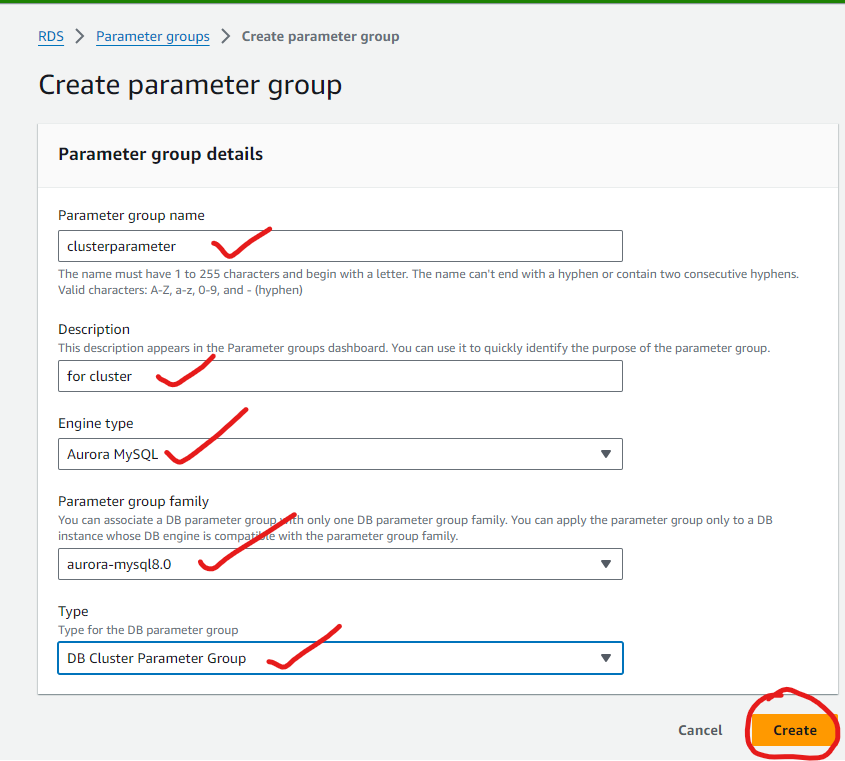 RDS > Parameter groups > Create parameter group
Create parameter group
Parameter group details
Parameter group name
clusterparameter
The name must have 1 to 255 characters and begin with a letter. The name can't end with a hyphen or contain two consecutive hyphens.
Valid characters: A-Z, a-z, 0-9, and - (hyphen)
Description
This description appears in the Parameter groups dashboard. You can use it to quickly identify the purpose of the parameter group.
for cluster
Engine type
Aurora MySQL
Parameter group family
You can associate a DB parameter group with only one DB parameter group family. You can apply the parameter group only to a DB
instance whose DB engine is compatible with the parameter group family.
aurora-mysql8.0
Type
Type for the DB parameter group
DB Cluster Parameter Group
Cancel Create